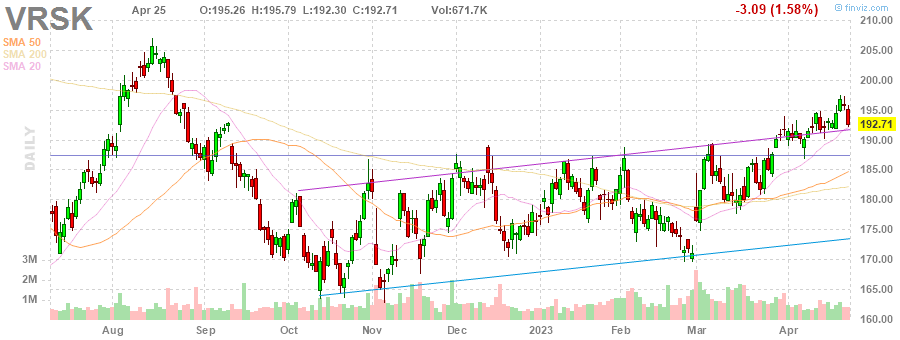 VRSK Apr 25 O:195.26 H:195.79 L:192.30 C:192.71 Vol:671.7K -3.09 (1.58%) © finviz.com
SMA 50
SMA 200
SMA 20
DAILY
210.00
205.00
200.00
195.00
192.71
190.00
185.00
180.00
175.00
3M 170.00
2M 165.00
1M
160.00
Aug Sep Oct Nov Dec 2023 Feb Mar Apr